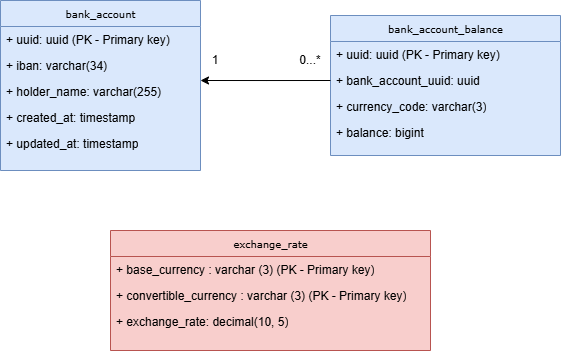 bank_account
+ uuid: uuid (PK - Primary key)
+ iban: varchar(34)
+ holder_name: varchar(255)
+ created_at: timestamp
+ updated_at: timestamp
1
0...*
bank_account_balance
+ uuid: uuid (PK - Primary key)
+ bank_account_uuid: uuid
+ currency_code: varchar(3)
+ balance: bigint
exchange_rate
+ base_currency : varchar (3) (PK - Primary key)
+ convertible_currency : varchar (3) (PK - Primary key)
+ exchange_rate: decimal(10, 5)